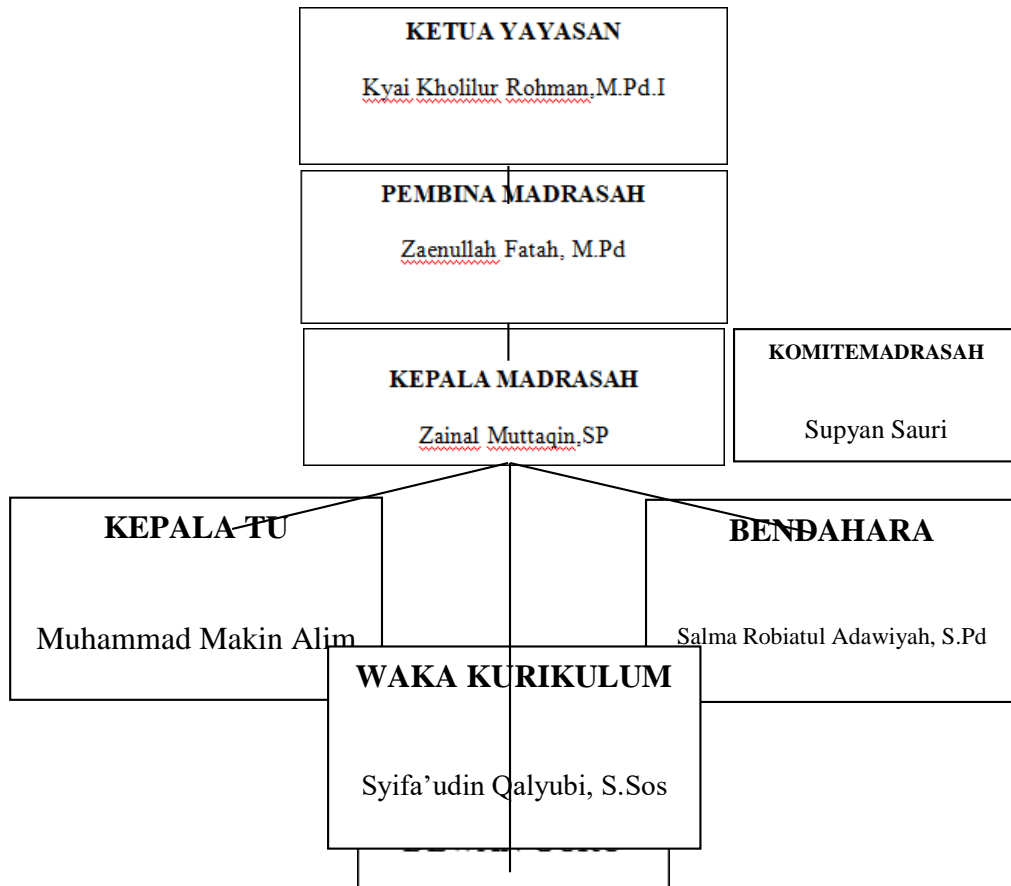 KETUA YAYASAN
Kyai Kholilur Rohman,M.Pd.I
PEMBINA MADRASAH
Zaenullah Fatah, M.Pd
KEPALA MADRASAH
Zainal Muttaqin,SP
KOMITEMADRASAH
Supyan Sauri
KEPALA TU
Muhammad Makin Alim
BENDAHARA
Salma Robiatul Adawiyah, S.Pd
WAKA KURIKULUM
Syifa’udin Qalyubi, S.Sos